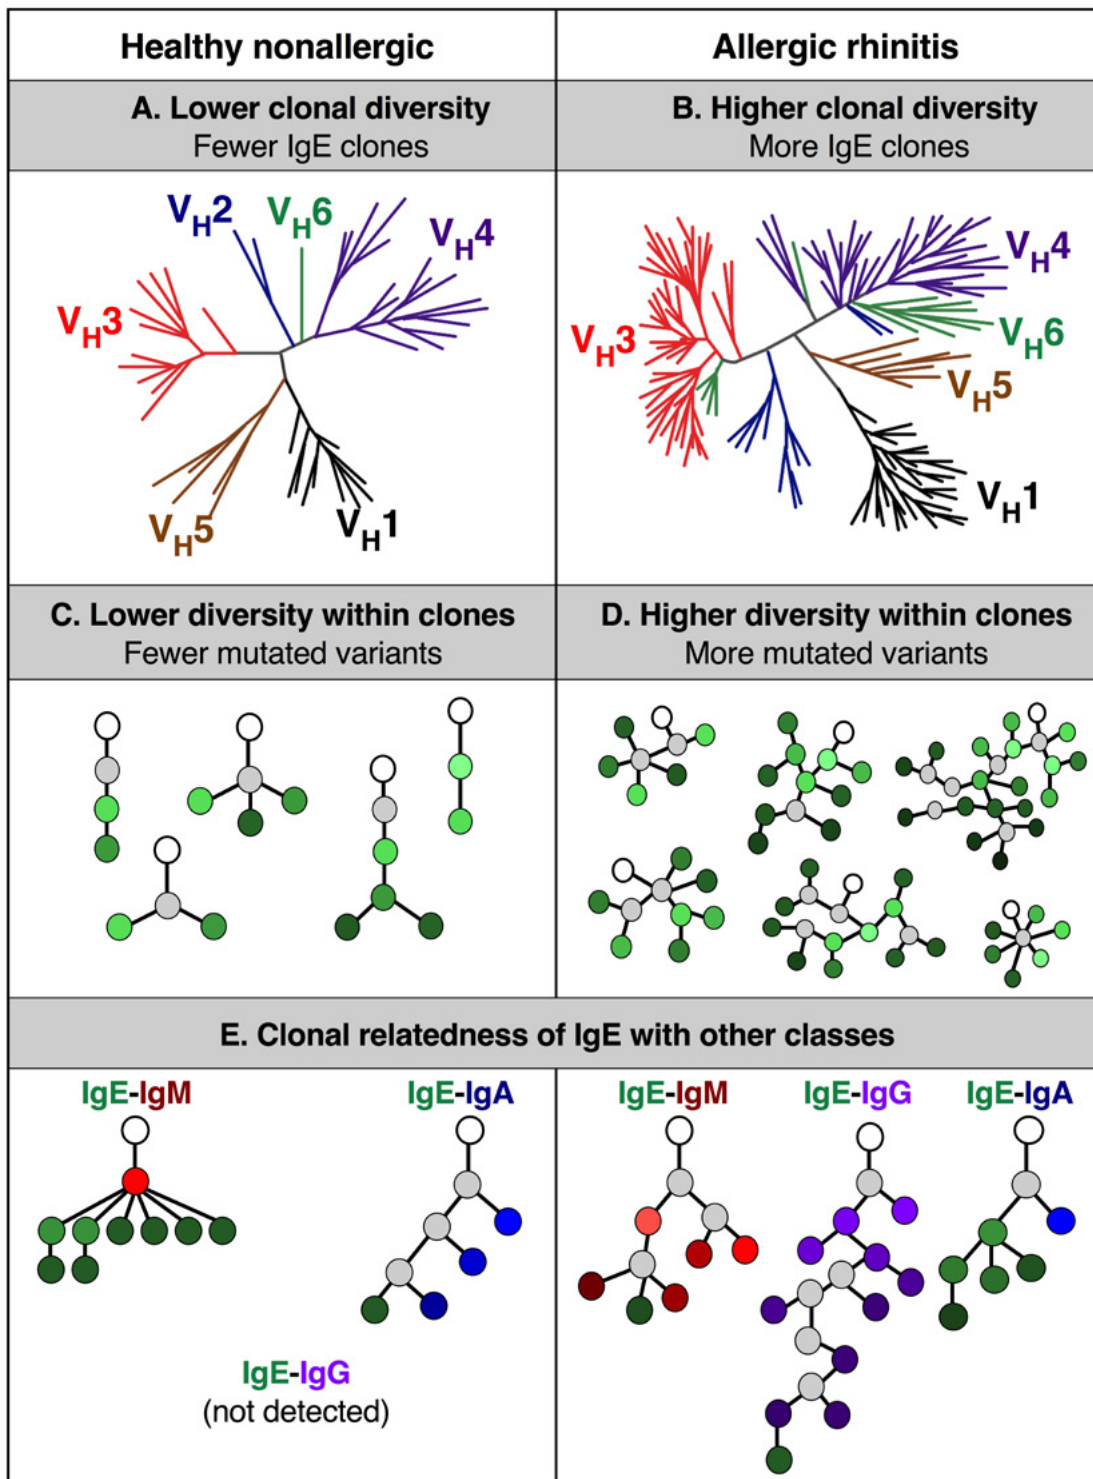 Healthy nonallergic
Allergic rhinitis
A. Lower clonal diversity
Fewer IgE clones
B. Higher clonal diversity
More IgE clones
VH2
VH6
VH4
VH3
VH5
VH1
VH4
VH3
VH6
VH5
VH1
C. Lower diversity within clones
Fewer mutated variants
D. Higher diversity within clones
More mutated variants
E. Clonal relatedness of IgE with other classes
IgE-IgM
IgE-IgA
IgE-IgG
(not detected)
IgE-IgM
IgE-IgG
IgE-IgA